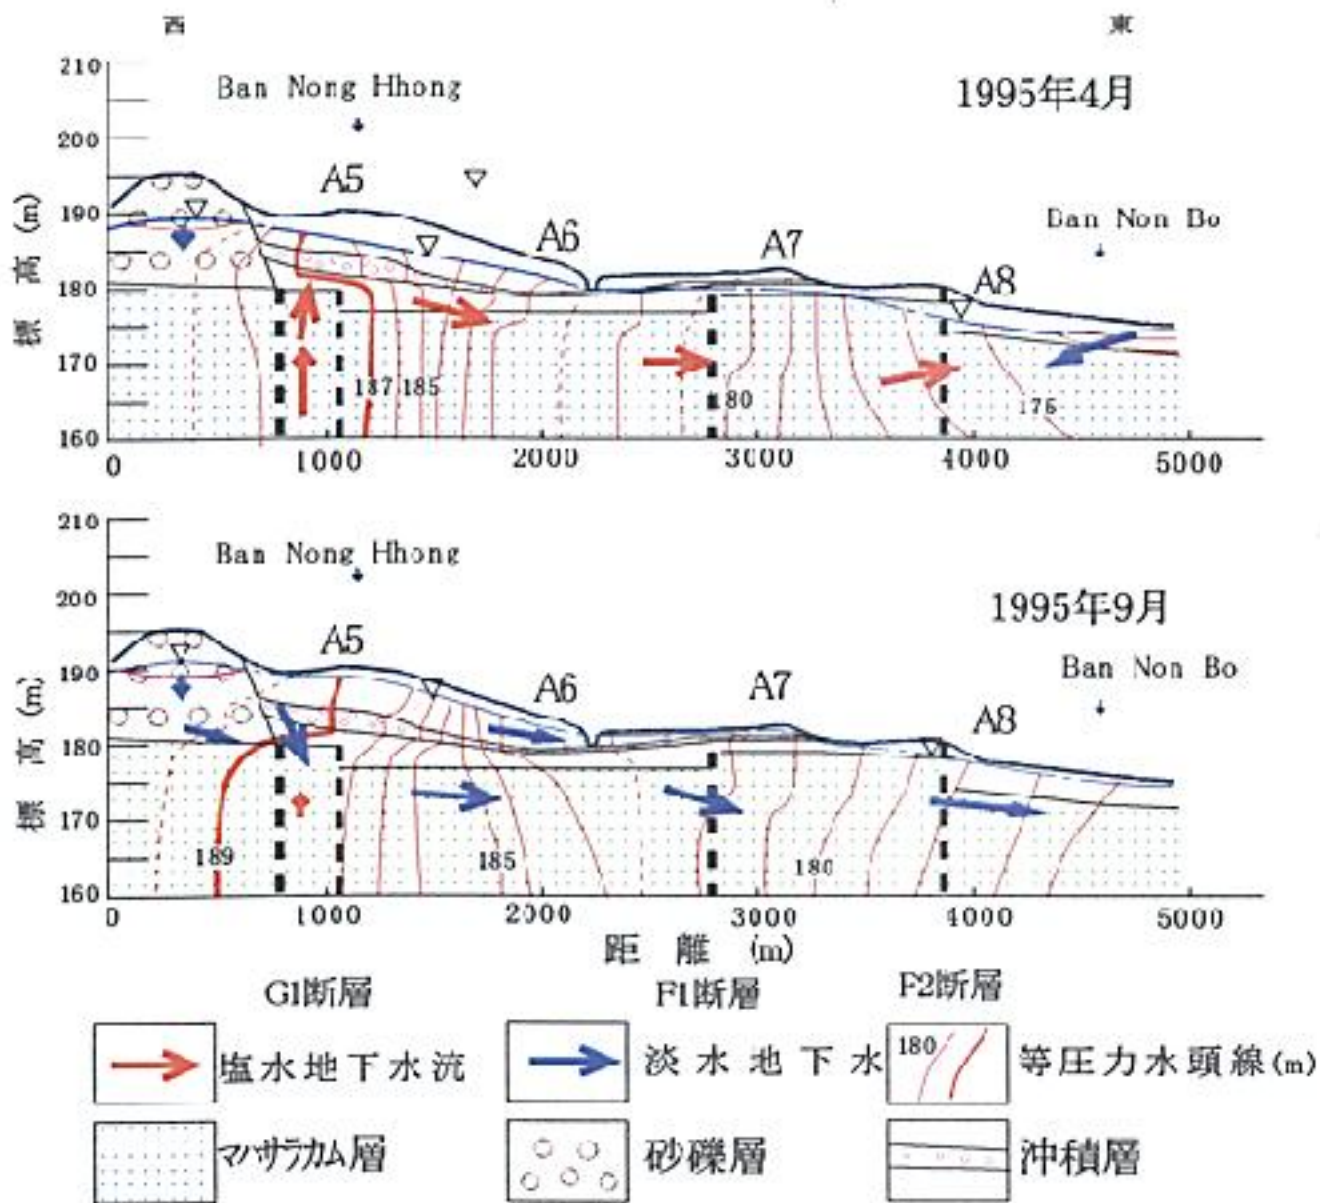 西 東
Ban Nong Hhong
1995年4月
210
200
190
180
170
160
標高 (m)
A5
A6
A7
A8
Ban Non Bo
187
185
180
175
0 1000 2000 3000 4000 5000
Ban Nong Hhong
1995年9月
210
200
190
180
170
160
標高 (m)
A5
A6
A7
A8
Ban Non Bo
189
185
180
0 1000 2000 3000 4000 5000
距離 (m)
G1断層 F1断層 F2断層
塩水地下水流 淡水地下水 180 等圧力水頭線(m)
マハサラカム層 砂礫層 沖積層